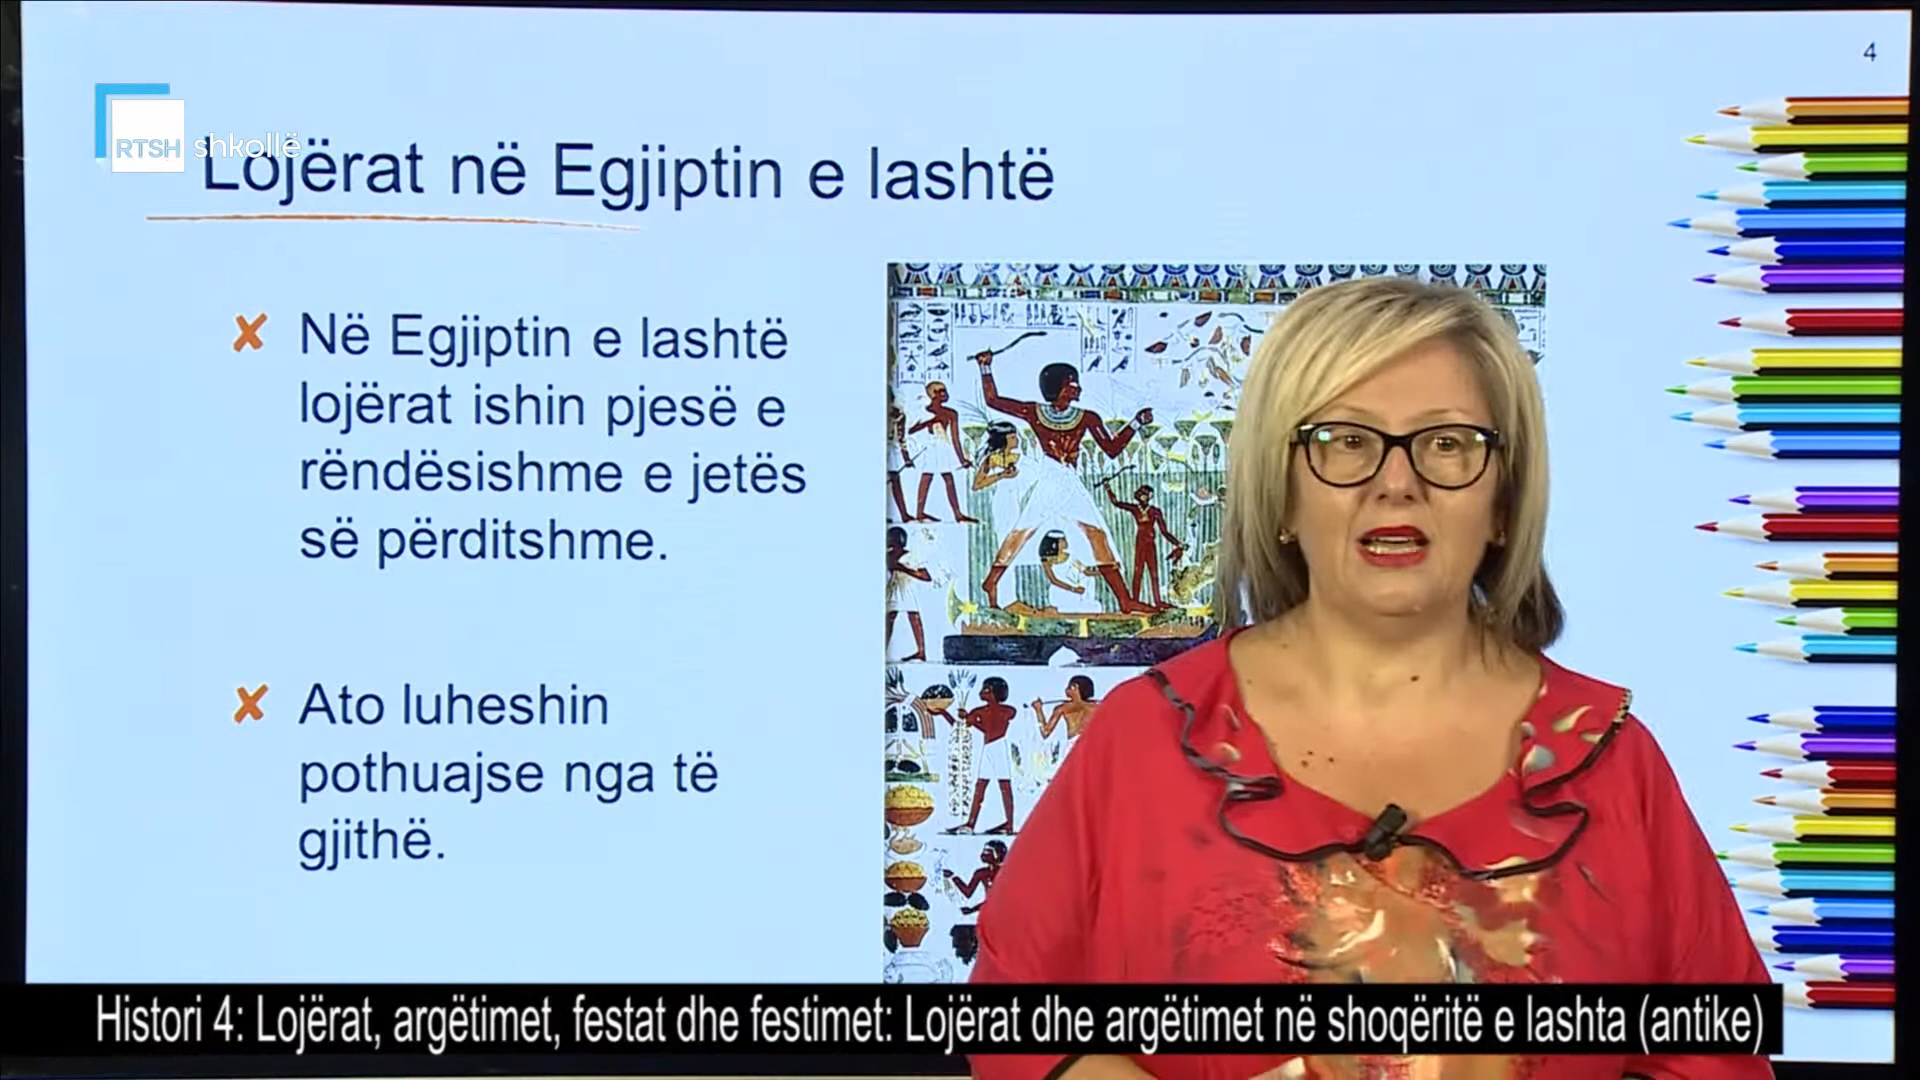 4
RTSH shkollë
Lojërat në Egjiptin e lashtë
✘ Në Egjiptin e lashtë
lojërat ishin pjesë e
rëndësishme e jetës
së përditshme.
✘ Ato luheshin
pothuajse nga të
gjithë.
Histori 4: Lojërat, argëtimet, festat dhe festimet: Lojërat dhe argëtimet në shoqëritë e lashta (antike)